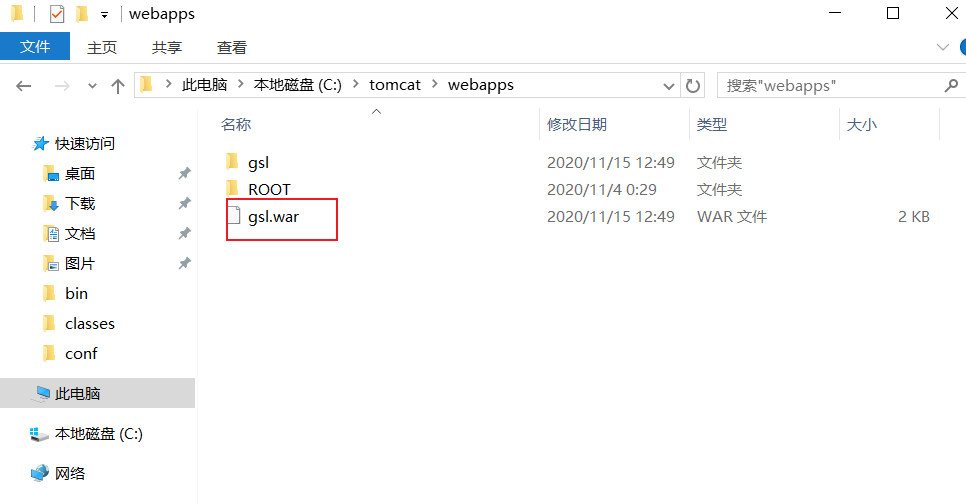 webapps
文件 主页 共享 查看
此电脑 本地磁盘 (C:) tomcat webapps 搜索"webapps"
名称 修改日期 类型 大小
快速访问
桌面
下载
文档
图片
bin
classes
conf
此电脑
本地磁盘 (C:)
网络
gsl 2020/11/15 12:49 文件夹
ROOT 2020/11/4 0:29 文件夹
gsl.war 2020/11/15 12:49 WAR 文件 2 KB